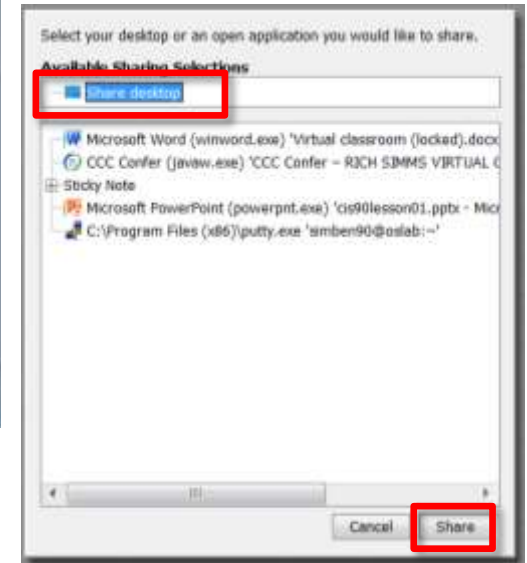 Select your desktop or an open application you would like to share.
Available Sharing Selections
Share desktop
Microsoft Word (winword.exe) 'Virtual classroom (locked).docx
CCC Confer (javaw.exe) 'CCC Confer – RICH SIMMS VIRTUAL
Sticky Note
Microsoft PowerPoint (powerpnt.exe) 'cis90lesson01.pptx - Micr
C:\Program Files (x86)\putty.exe 'simben90@oslab:~'
Cancel Share